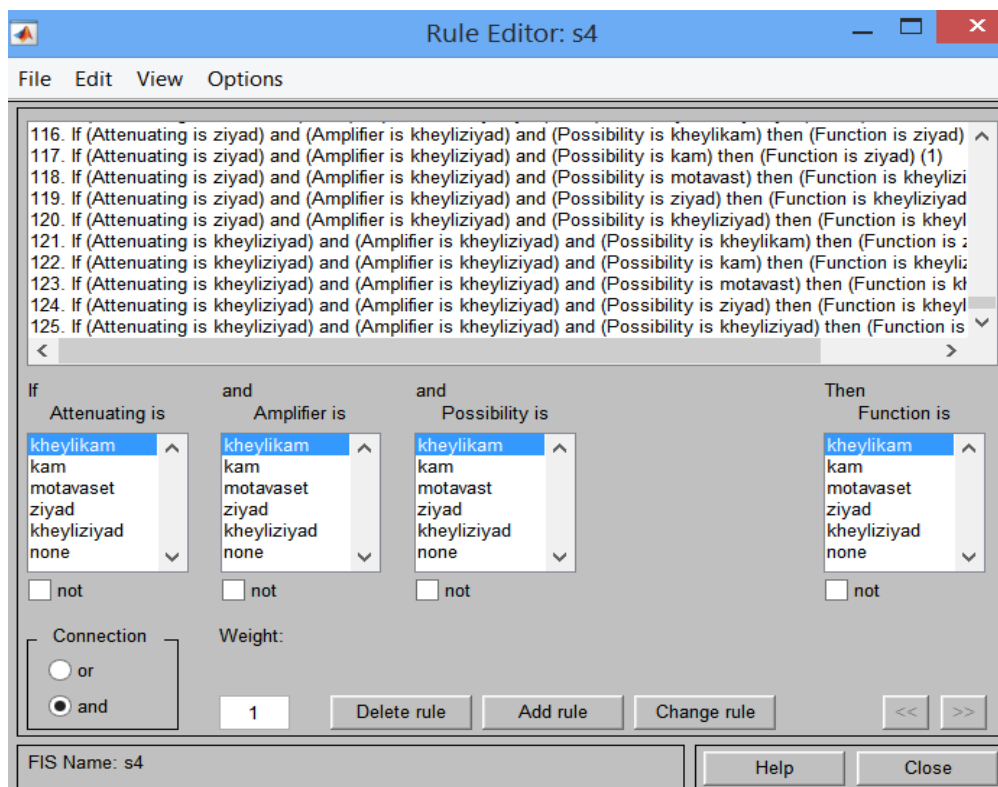 Rule Editor: s4
File Edit View Options
116. If (Attenuating is ziyad) and (Amplifier is kheyliziyad) and (Possibility is kheylikam) then (Function is ziyad)
117. If (Attenuating is ziyad) and (Amplifier is kheyliziyad) and (Possibility is kam) then (Function is ziyad) (1)
118. If (Attenuating is ziyad) and (Amplifier is kheyliziyad) and (Possibility is motavast) then (Function is kheylizi
119. If (Attenuating is ziyad) and (Amplifier is kheyliziyad) and (Possibility is ziyad) then (Function is kheyliziyad
120. If (Attenuating is ziyad) and (Amplifier is kheyliziyad) and (Possibility is kheyliziyad) then (Function is kheyl
121. If (Attenuating is kheyliziyad) and (Amplifier is kheyliziyad) and (Possibility is kheylikam) then (Function is z
122. If (Attenuating is kheyliziyad) and (Amplifier is kheyliziyad) and (Possibility is kam) then (Function is kheyliz
123. If (Attenuating is kheyliziyad) and (Amplifier is kheyliziyad) and (Possibility is motavast) then (Function is kh
124. If (Attenuating is kheyliziyad) and (Amplifier is kheyliziyad) and (Possibility is ziyad) then (Function is kheyl
125. If (Attenuating is kheyliziyad) and (Amplifier is kheyliziyad) and (Possibility is kheyliziyad) then (Function is
If and and Then
Attenuating is Amplifier is Possibility is Function is
kheylikam kheylikam kheylikam kheylikam
kam kam kam kam
motavaset motavaset motavast motavaset
ziyad ziyad ziyad ziyad
kheyliziyad kheyliziyad kheyliziyad kheyliziyad
none none none none
not not not not
Connection Weight:
or
and 1 Delete rule Add rule Change rule << >>
FIS Name: s4 Help Close